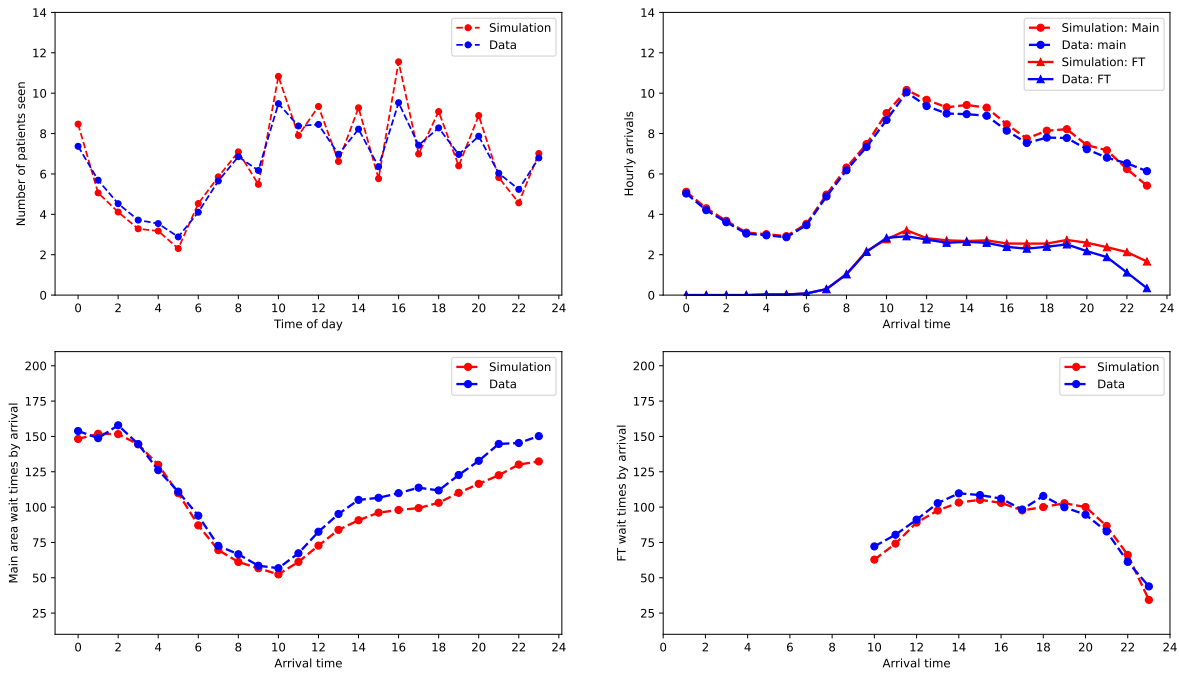 14
12
10
8
6
4
2
0
Number of patients seen
Simulation
Data
0 2 4 6 8 10 12 14 16 18 20 22 24
Time of day
14
12
10
8
6
4
2
0
Hourly arrivals
Simulation: Main
Data: main
Simulation: FT
Data: FT
0 2 4 6 8 10 12 14 16 18 20 22 24
Arrival time
200
175
150
125
100
75
50
25
Main area wait times by arrival
Simulation
Data
0 2 4 6 8 10 12 14 16 18 20 22 24
Arrival time
200
175
150
125
100
75
50
25
FT wait times by arrival
Simulation
Data
0 2 4 6 8 10 12 14 16 18 20 22 24
Arrival time